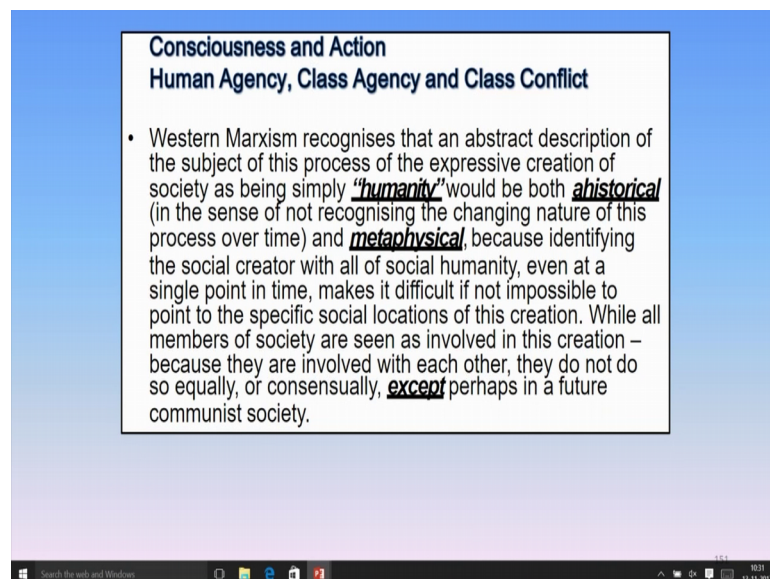 Consciousness and Action
Human Agency, Class Agency and Class Conflict
• Western Marxism recognises that an abstract description of
the subject of this process of the expressive creation of
society as being simply “humanity” would be both ahistorical
(in the sense of not recognising the changing nature of this
process over time) and metaphysical, because identifying
the social creator with all of social humanity, even at a
single point in time, makes it difficult if not impossible to
point to the specific social locations of this creation. While all
members of society are seen as involved in this creation –
because they are involved with each other, they do not do
so equally, or consensually, except perhaps in a future
communist society.
151
Search the web and Windows
10:31